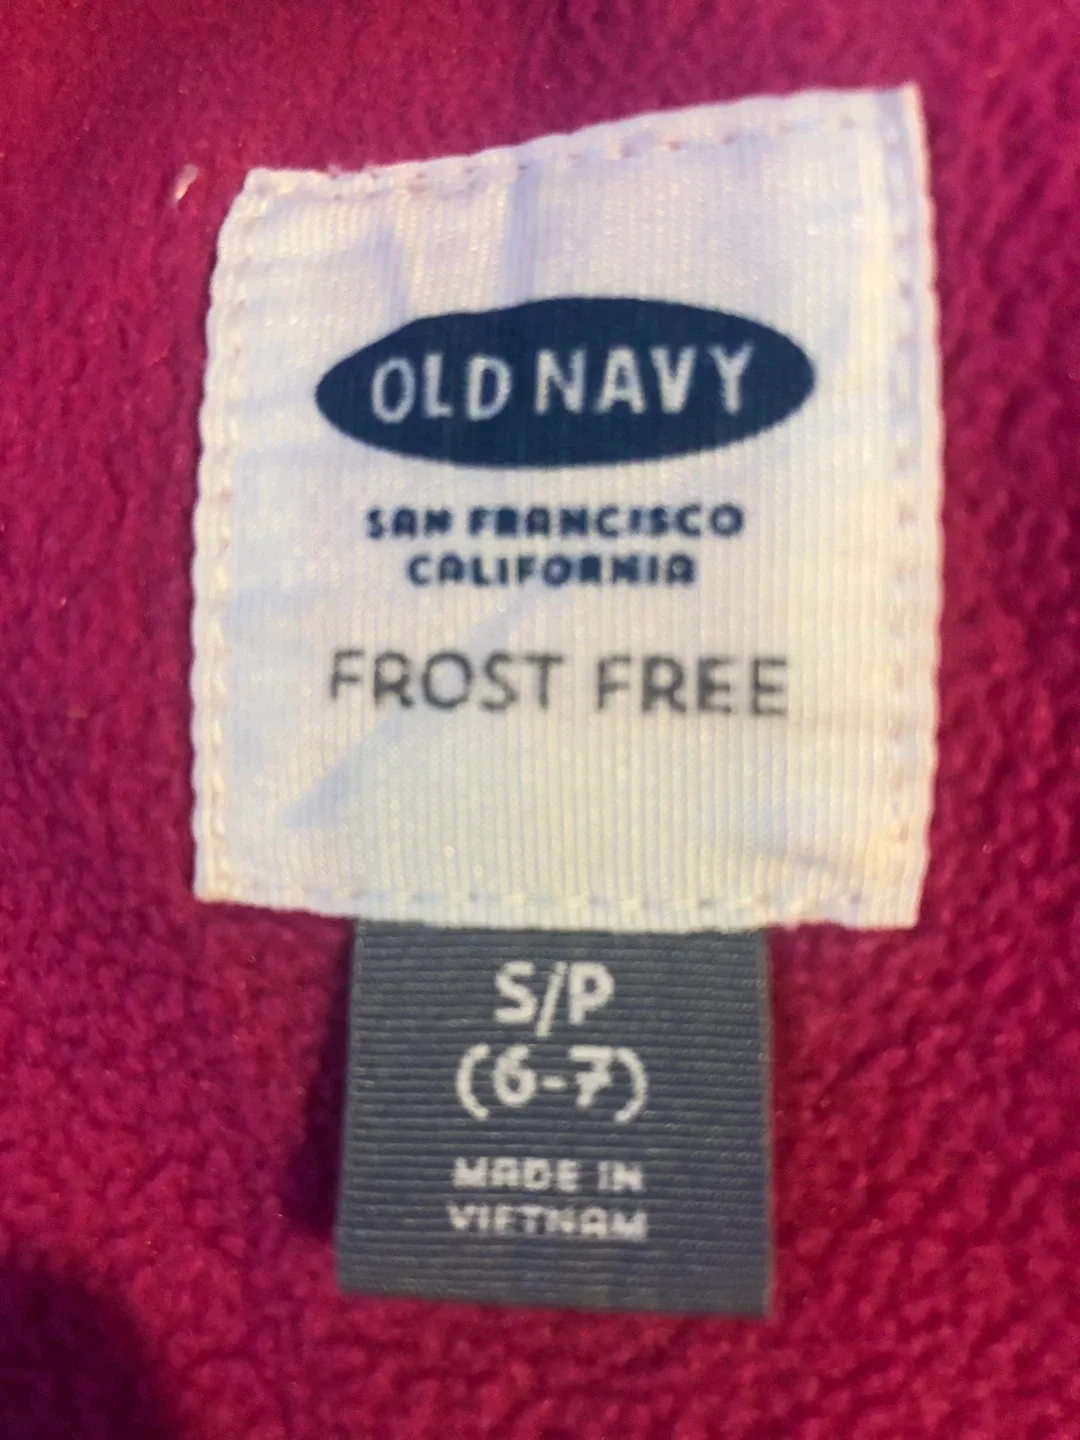 OLD NAVY
SAN FRANCISCO
CALIFORNIA
FROST FREE
S/P
(6-7)
MADE IN
VIETNAM